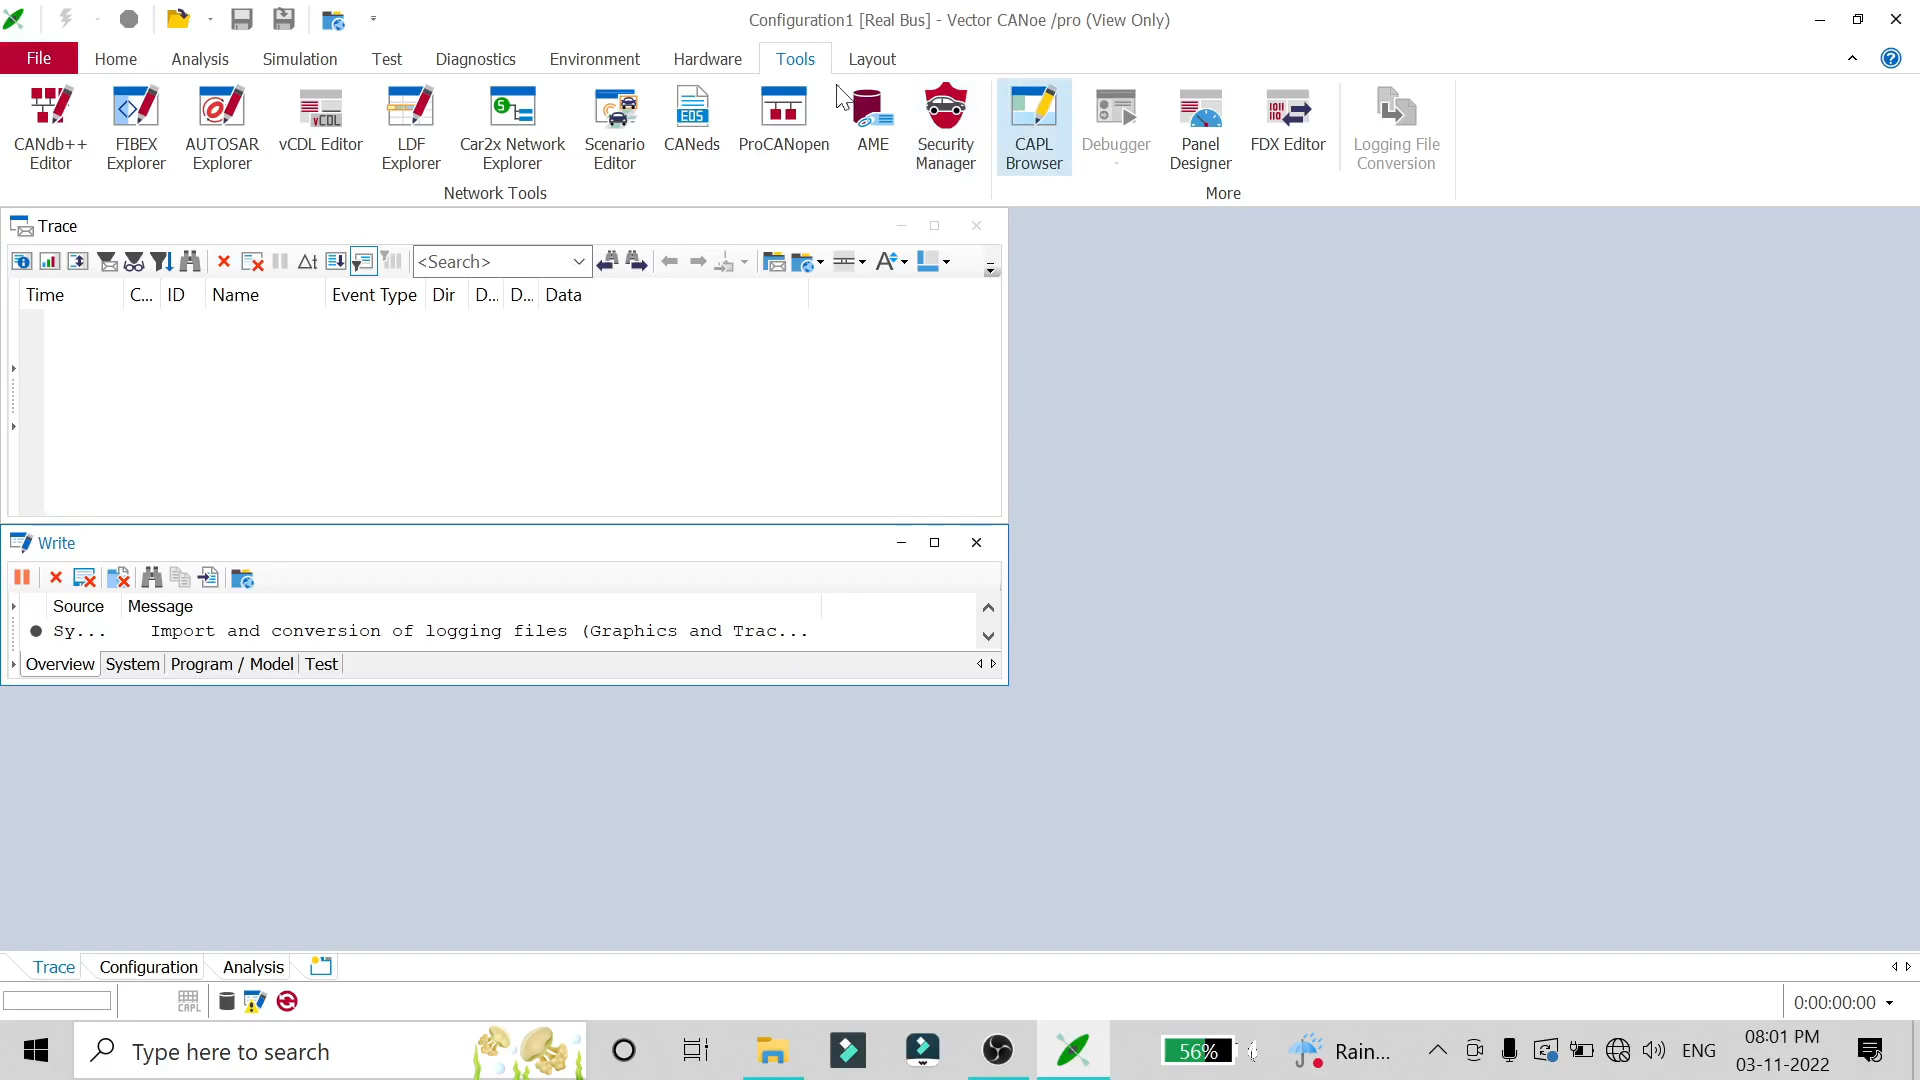 Configuration1 [Real Bus] - Vector CANoe /pro (View Only)
File Home Analysis Simulation Test Diagnostics Environment Hardware Tools Layout
CANdb++ Editor
FIBEX Explorer
AUTOSAR Explorer
vCDL Editor
LDF Explorer
Car2x Network Explorer
Scenario Editor
CANeds
ProCANopen
AME
Security Manager
CAPL Browser
Debugger
Panel Designer
FDX Editor
Logging File Conversion
Network Tools
More
Trace
<Search>
Time C... ID Name Event Type Dir D... D... Data
Write
Source Message
Sy... Import and conversion of logging files (Graphics and Trac...
Overview System Program / Model Test
Trace Configuration Analysis
CAPL
0:00:00:00
Type here to search
56%
Rain...
ENG
08:01 PM
03-11-2022